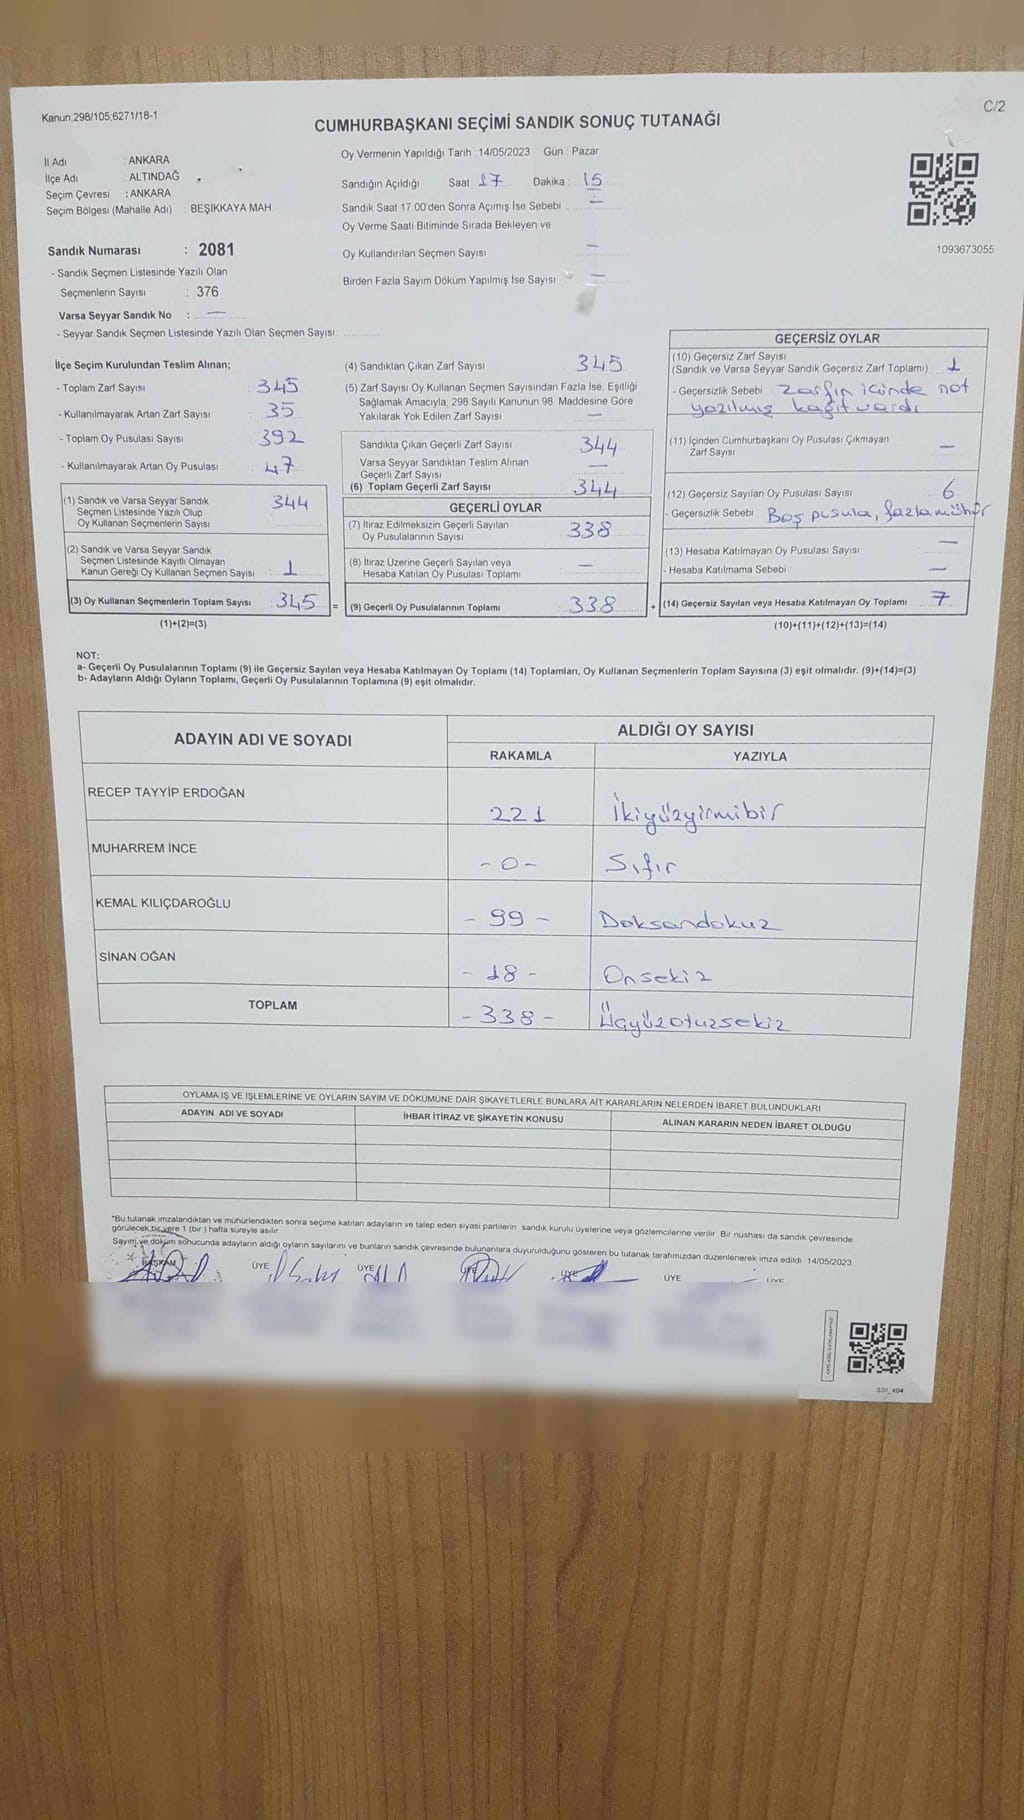 Kanun;298/105,6271/18-1
C/2
CUMHURBAŞKANI SEÇİMİ SANDIK SONUÇ TUTANAĞI
İl Adı : ANKARA
İlçe Adı : ALTINDAĞ
Seçim Çevresi : ANKARA
Seçim Bölgesi (Mahalle Adı) BEŞİKKAYA MAH
Sandık Numarası : 2081
- Sandık Seçmen Listesinde Yazılı Olan
Seçmenlerin Sayısı : 376
Varsa Seyyar Sandık No : —
- Seyyar Sandık Seçmen Listesinde Yazılı Olan Seçmen Sayısı:
Oy Vermenin Yapıldığı Tarih :14/05/2023 Gün : Pazar
Sandığın Açıldığı Saat 17 Dakika : 15
Sandık Saat 17:00'den Sonra Açımış İse Sebebi —
Oy Verme Saati Bitiminde Sırada Bekleyen ve
Oy Kullandırılan Seçmen Sayısı —
Birden Fazla Sayım Döküm Yapılmış İse Sayısı —
1093673055
İlçe Seçim Kurulundan Teslim Alınan;
- Toplam Zarf Sayısı : 345
- Kullanılmayarak Artan Zarf Sayısı : 35
- Toplam Oy Pusulası Sayısı : 392
- Kullanılmayarak Artan Oy Pusulası : 47
(1) Sandık ve Varsa Seyyar Sandık
Seçmen Listesinde Yazılı Olup
Oy Kullanan Seçmenlerin Sayısı : 344
(2) Sandık ve Varsa Seyyar Sandık
Seçmen Listesinde Kayıtlı Olmayan
Kanun Gereği Oy Kullanan Seçmen Sayısı : 1
(3) Oy Kullanan Seçmenlerin Toplam Sayısı : 345 =
(1)+(2)=(3)
(4) Sandıktan Çıkan Zarf Sayısı 345
(5) Zarf Sayısı Oy Kullanan Seçmen Sayısından Fazla İse, Eşitliği
Sağlamak Amacıyla, 298 Sayılı Kanunun 98. Maddesine Göre
Yakılarak Yok Edilen Zarf Sayısı —
Sandıkta Çıkan Geçerli Zarf Sayısı 344
Varsa Seyyar Sandıktan Teslim Alınan
Geçerli Zarf Sayısı —
(6) Toplam Geçerli Zarf Sayısı 344
GEÇERLİ OYLAR
(7) İtiraz Edilmeksizin Geçerli Sayılan
Oy Pusulalarının Sayısı 338
(8) İtiraz Üzerine Geçerli Sayılan veya
Hesaba Katılan Oy Pusulası Toplamı —
(9) Geçerli Oy Pusulalarının Toplamı 338 +
GEÇERSİZ OYLAR
(10) Geçersiz Zarf Sayısı
(Sandık ve Varsa Seyyar Sandık Geçersiz Zarf Toplamı) : 1
- Geçersizlik Sebebi Zarfın içinde not
yazılmış kağıt vardı
(11) İçinden Cumhurbaşkanı Oy Pusulası Çıkmayan
Zarf Sayısı —
(12) Geçersiz Sayılan Oy Pusulası Sayısı 6
- Geçersizlik Sebebi Boş pusula, fazla mühür
(13) Hesaba Katılmayan Oy Pusulası Sayısı —
- Hesaba Katılmama Sebebi : —
(14) Geçersiz Sayılan veya Hesaba Katılmayan Oy Toplamı 7
(10)+(11)+(12)+(13)=(14)
NOT:
a- Geçerli Oy Pusulalarının Toplamı (9) ile Geçersiz Sayılan veya Hesaba Katılmayan Oy Toplamı (14) Toplamları, Oy Kullanan Seçmenlerin Toplam Sayısına (3) eşit olmalıdır. (9)+(14)=(3)
b- Adayların Aldığı Oyların Toplamı, Geçerli Oy Pusulalarının Toplamına (9) eşit olmalıdır.
ADAYIN ADI VE SOYADI
ALDIĞI OY SAYISI
RAKAMLA YAZIYLA
RECEP TAYYİP ERDOĞAN 221 İkiyüzyirmibir
MUHARREM İNCE - 0 - Sıfır
KEMAL KILIÇDAROĞLU - 99 - Doksandokuz
SİNAN OĞAN - 18 - Onsekiz
TOPLAM - 338 - Üçyüzotuzsekiz
OYLAMA İŞ VE İŞLEMLERİNE VE OYLARIN SAYIM VE DÖKÜMÜNE DAİR ŞİKAYETLERLE BUNLARA AİT KARARLARIN NELERDEN İBARET BULUNDUKLARI
ADAYIN ADI VE SOYADI İHBAR İTİRAZ VE ŞİKAYETİN KONUSU ALINAN KARARIN NEDEN İBARET OLDUĞU
*Bu tutanak imzalandıktan ve mühürlendikten sonra seçime katılan adayların ve talep eden siyasi partilerin sandık kurulu üyelerine veya gözlemcilerine verilir. Bir nüshası da sandık çevresinde
görülecek bir yere 1 (bir ) hafta süreyle asılır.
Sayım ve döküm sonucunda adayların aldığı oyların sayılarını ve bunların sandık çevresinde bulunanlara duyurulduğunu gösteren bu tutanak tarafımızdan düzenlenerek imza edildi. 14/05/2023
BAŞKAN ÜYE ÜYE ÜYE ÜYE ÜYE ÜYE
SSI_404